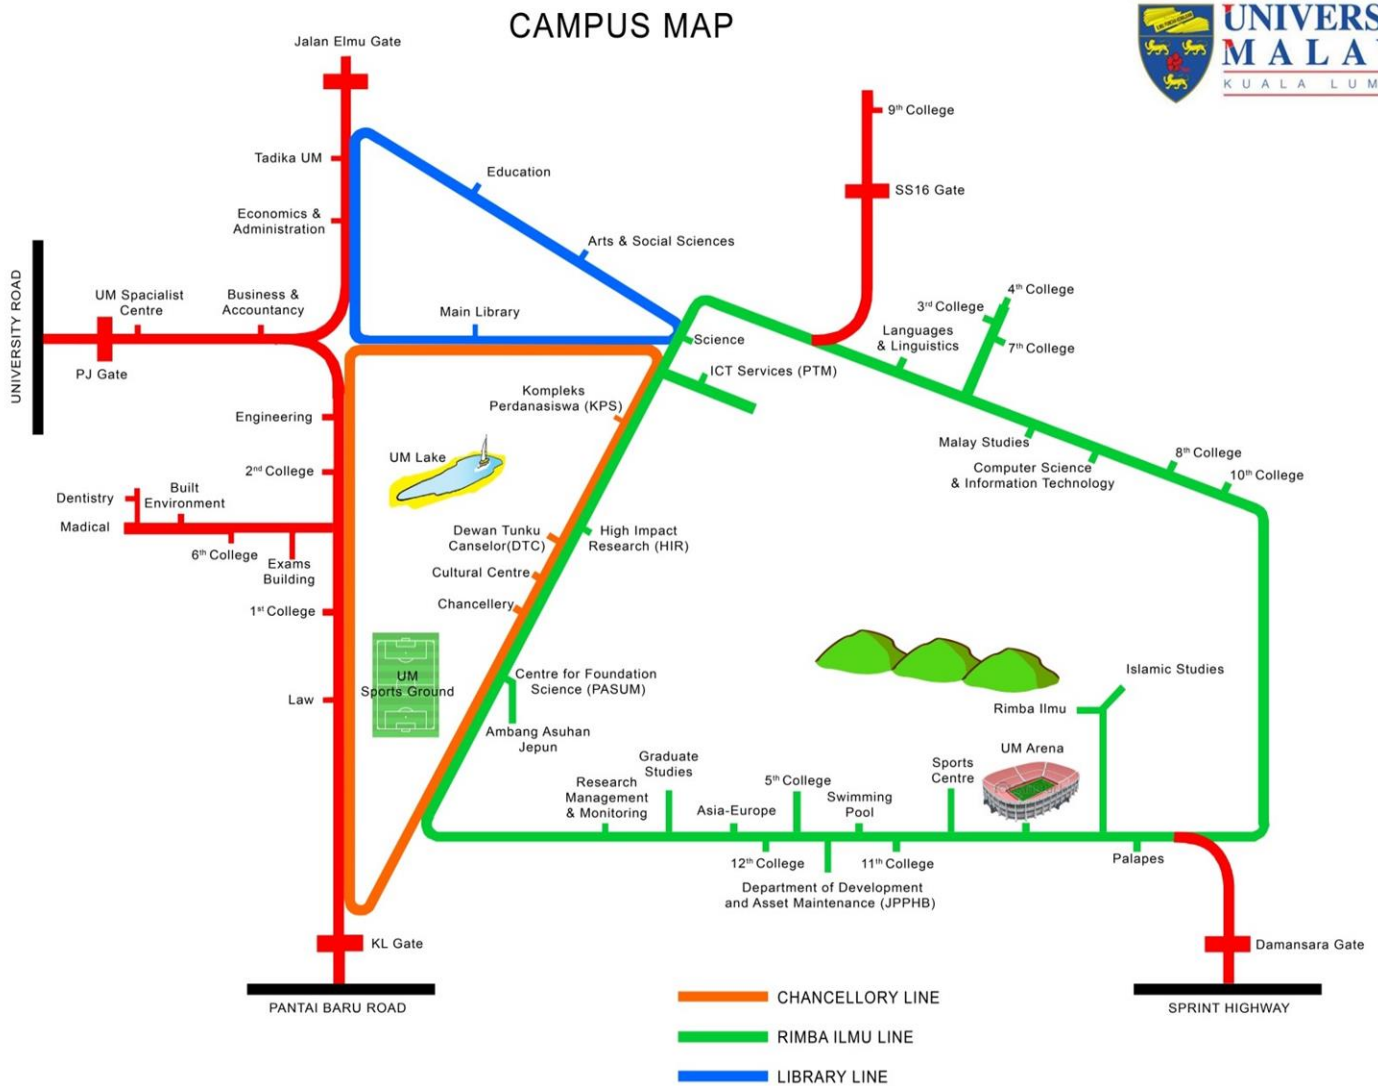 CAMPUS MAP
UNIVERS
MALA
KUALA LUM
Jalan Elmu Gate
9th College
Tadika UM
Education
SS16 Gate
Economics &
Administration
Arts & Social Sciences
UNIVERSITY ROAD
UM Spacialist
Centre
Business &
Accountancy
Main Library
4th College
3rd College
Languages
& Linguistics
7th College
Science
PJ Gate
ICT Services (PTM)
Kompleks
Perdanasiswa (KPS)
Engineering
Malay Studies
UM Lake
2nd College
Computer Science
& Information Technology
8th College
10th College
Dentistry
Built
Environment
Madical
6th College
Exams
Building
Dewan Tunku
Canselor(DTC)
High Impact
Research (HIR)
Cultural Centre
1st College
Chancellery
UM
Sports Ground
Law
Centre for Foundation
Science (PASUM)
Islamic Studies
Rimba Ilmu
Ambang Asuhan
Jepun
Graduate
Studies
Research
Management
& Monitoring
Asia-Europe
5th College
Swimming
Pool
Sports
Centre
UM Arena
12th College
11th College
Palapes
Department of Development
and Asset Maintenance (JPPHB)
KL Gate
Damansara Gate
PANTAI BARU ROAD
SPRINT HIGHWAY
CHANCELLORY LINE
RIMBA ILMU LINE
LIBRARY LINE